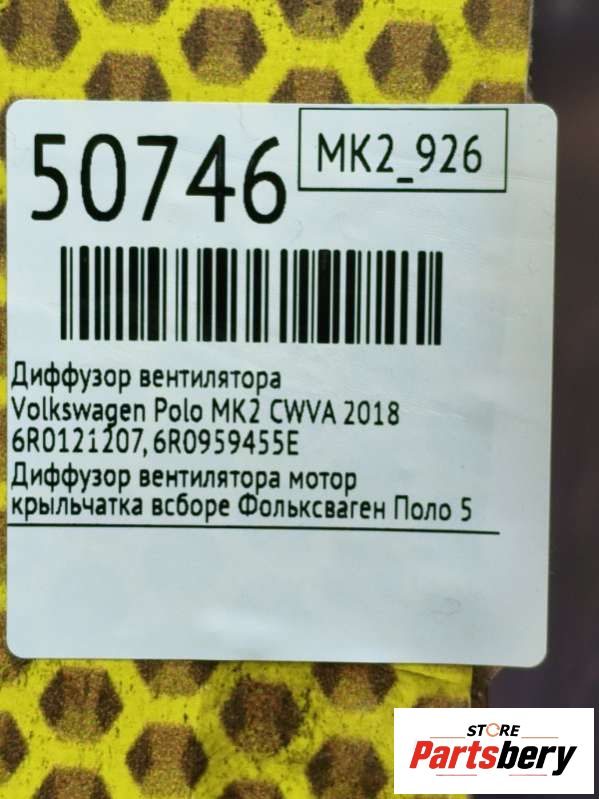 50746
MK2_926
Диффузор вентилятора
Volkswagen Polo MK2 CWVA 2018
6R0121207, 6R0959455E
Диффузор вентилятора мотор
крыльчатка всборе Фольксваген Поло 5
STORE
Partsbery